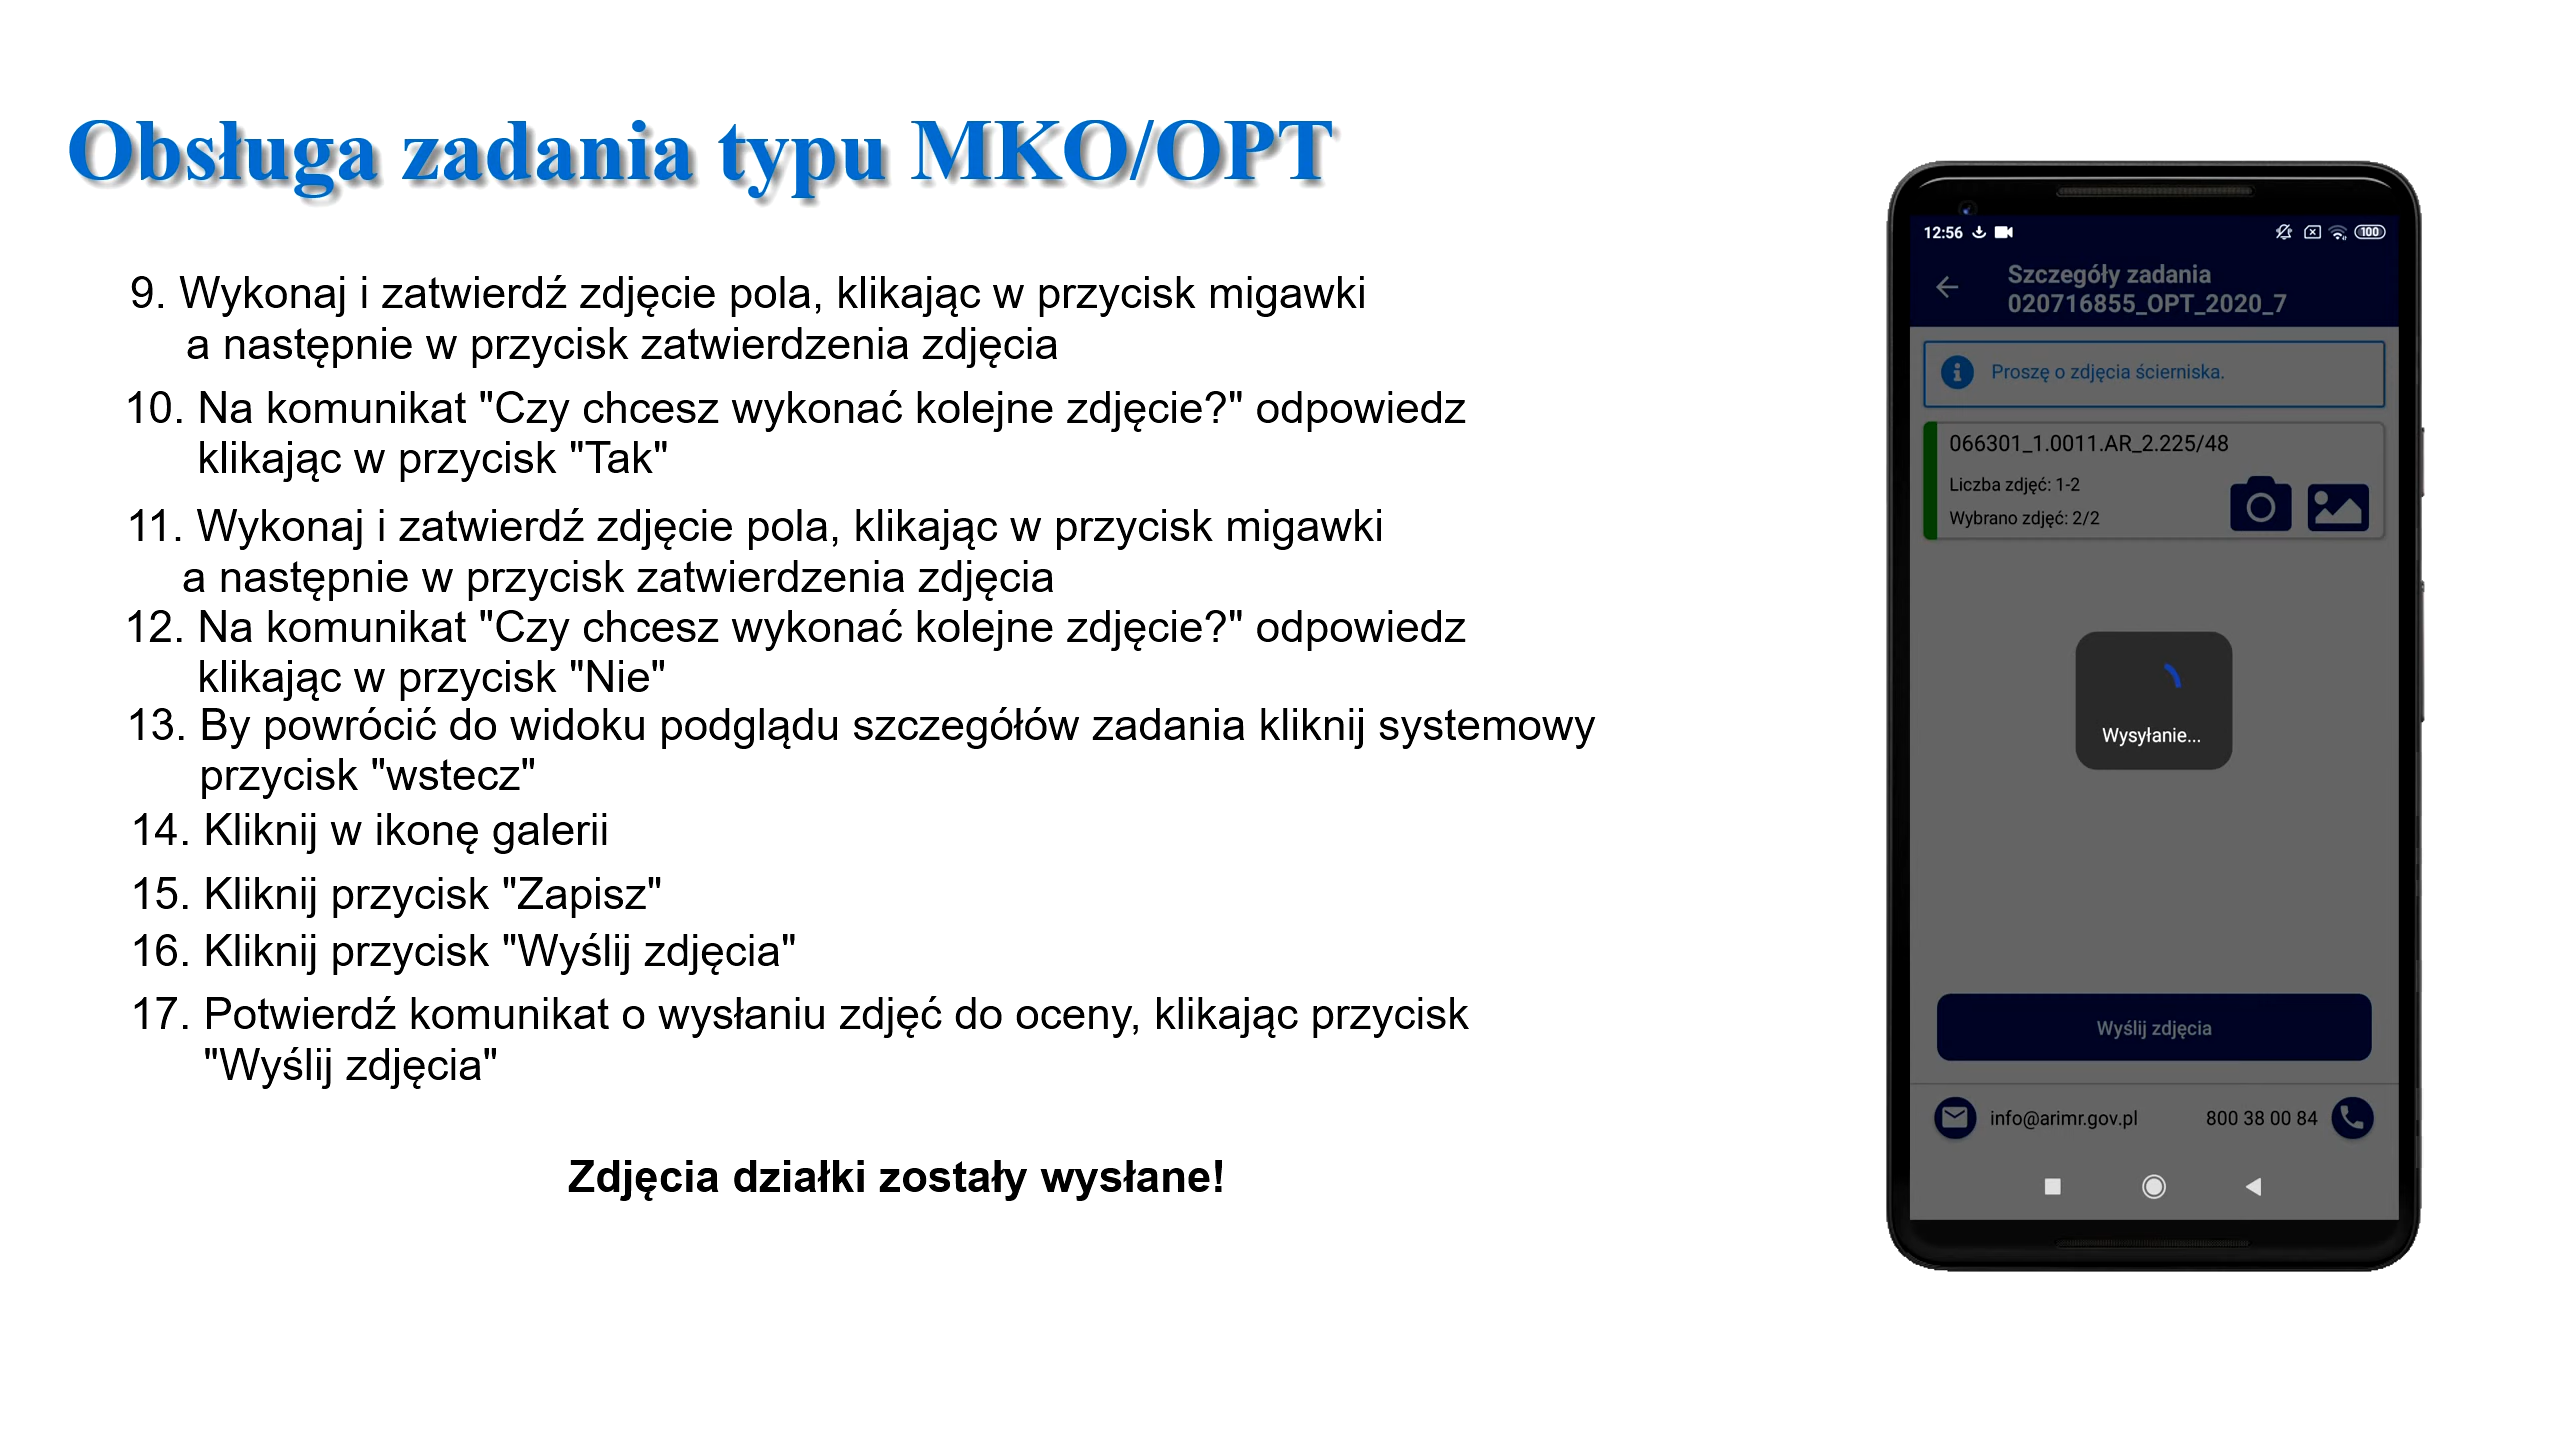 Obsługa zadania typu MKO/OPT
9. Wykonaj i zatwierdź zdjęcie pola, klikając w przycisk migawki
a następnie w przycisk zatwierdzenia zdjęcia
10. Na komunikat "Czy chcesz wykonać kolejne zdjęcie?" odpowiedz
klikając w przycisk "Tak"
11. Wykonaj i zatwierdź zdjęcie pola, klikając w przycisk migawki
a następnie w przycisk zatwierdzenia zdjęcia
12. Na komunikat "Czy chcesz wykonać kolejne zdjęcie?" odpowiedz
klikając w przycisk "Nie"
13. By powrócić do widoku podglądu szczegółów zadania kliknij systemowy
przycisk "wstecz"
14. Kliknij w ikonę galerii
15. Kliknij przycisk "Zapisz"
16. Kliknij przycisk "Wyślij zdjęcia"
17. Potwierdź komunikat o wysłaniu zdjęć do oceny, klikając przycisk
"Wyślij zdjęcia"
Zdjęcia działki zostały wysłane!
12:56 100
Szczegóły zadania
020716855_OPT_2020_7
Proszę o zdjęcia ścierniska.
066301_1.0011.AR_2.225/48
Liczba zdjęć: 1-2
Wybrano zdjęć: 2/2
Wysyłanie...
Wyślij zdjęcia
info@arimr.gov.pl 800 38 00 84